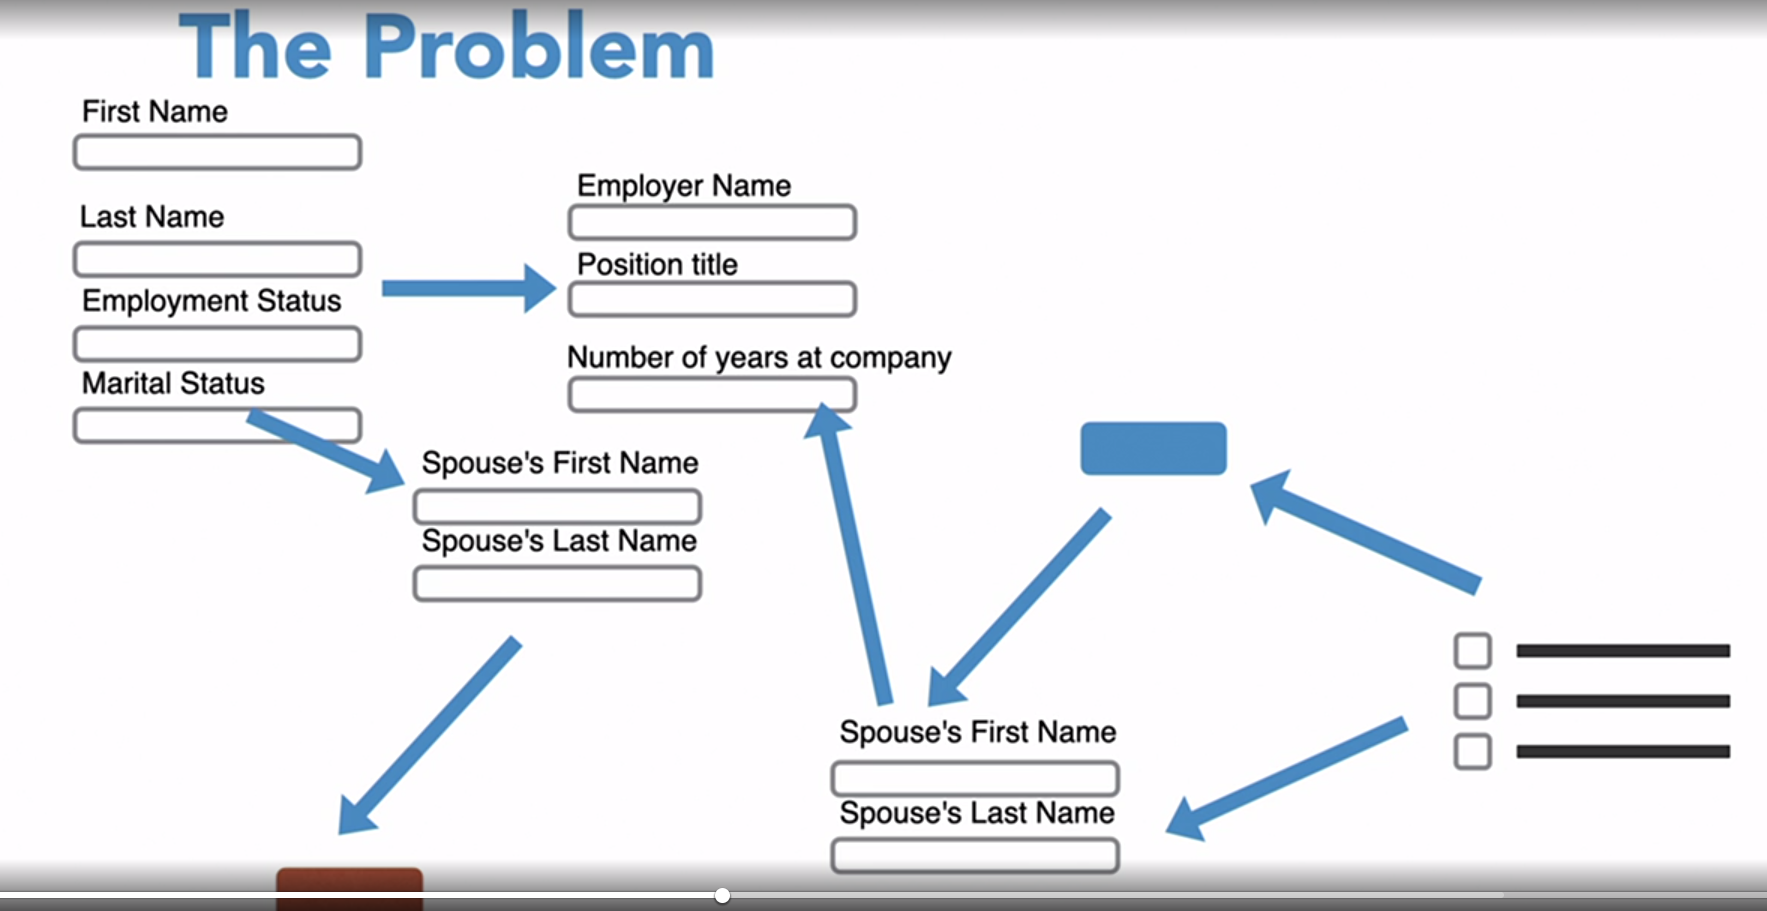 The Problem
First Name
Last Name
Employment Status
Marital Status
Employer Name
Position title
Number of years at company
Spouse's First Name
Spouse's Last Name
Spouse's First Name
Spouse's Last Name